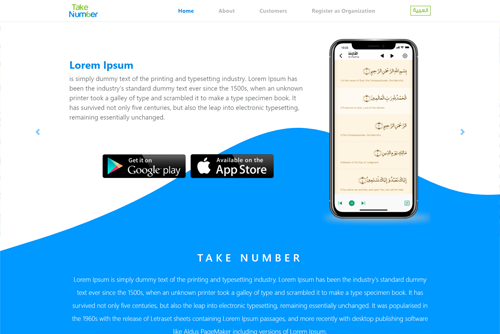 Take
Number
Home
About
Customers
Register as Organization
العربية
Lorem Ipsum
is simply dummy text of the printing and typesetting industry. Lorem Ipsum has
been the industry's standard dummy text ever since the 1500s, when an unknown
printer took a galley of type and scrambled it to make a type specimen book. It
has survived not only five centuries, but also the leap into electronic typesetting,
remaining essentially unchanged.
Get it on
Google play
Available on the
App Store
TAKE NUMBER
Lorem Ipsum is simply dummy text of the printing and typesetting industry. Lorem Ipsum has been the industry's
standard dummy text ever since the 1500s, when an unknown printer took a galley of type and scrambled it to make a type specimen book. It has
survived not only five centuries, but also the leap into electronic typesetting, remaining essentially unchanged. It was popularised in
the 1960s with the release of Letraset sheets containing Lorem Ipsum passages, and more recently with desktop publishing software
like Aldus PageMaker including versions of Lorem Ipsum.